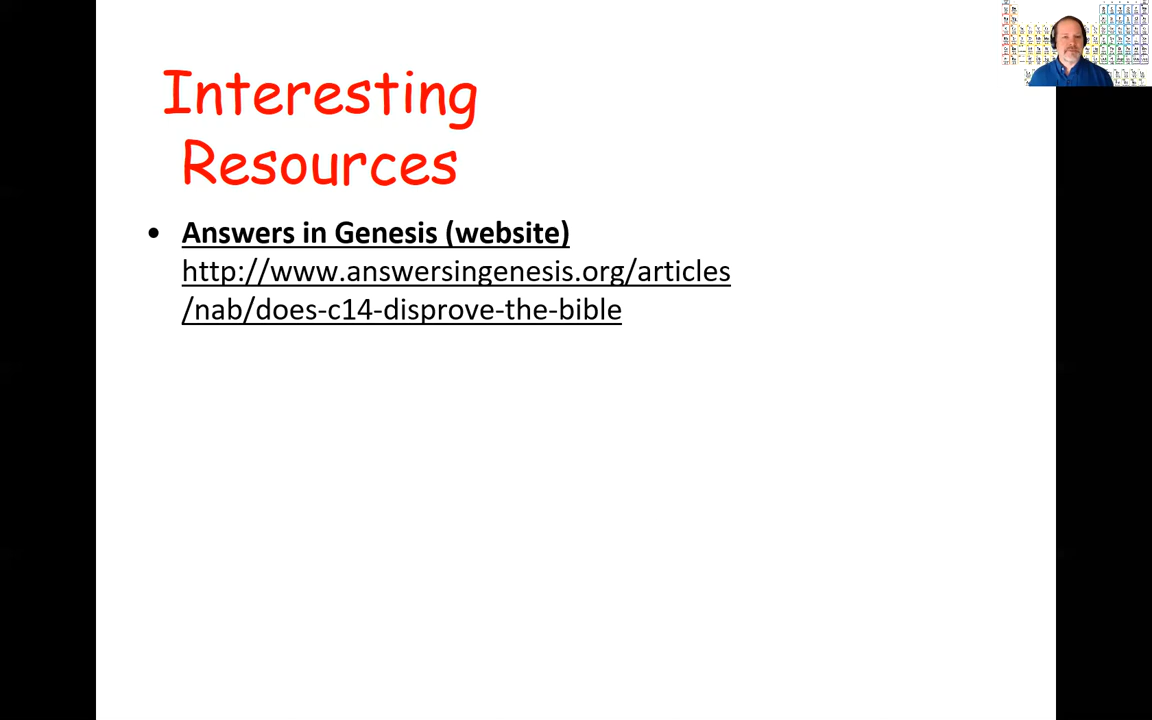 Interesting
Resources
• Answers in Genesis (website)
http://www.answersingenesis.org/articles
/nab/does-c14-disprove-the-bible